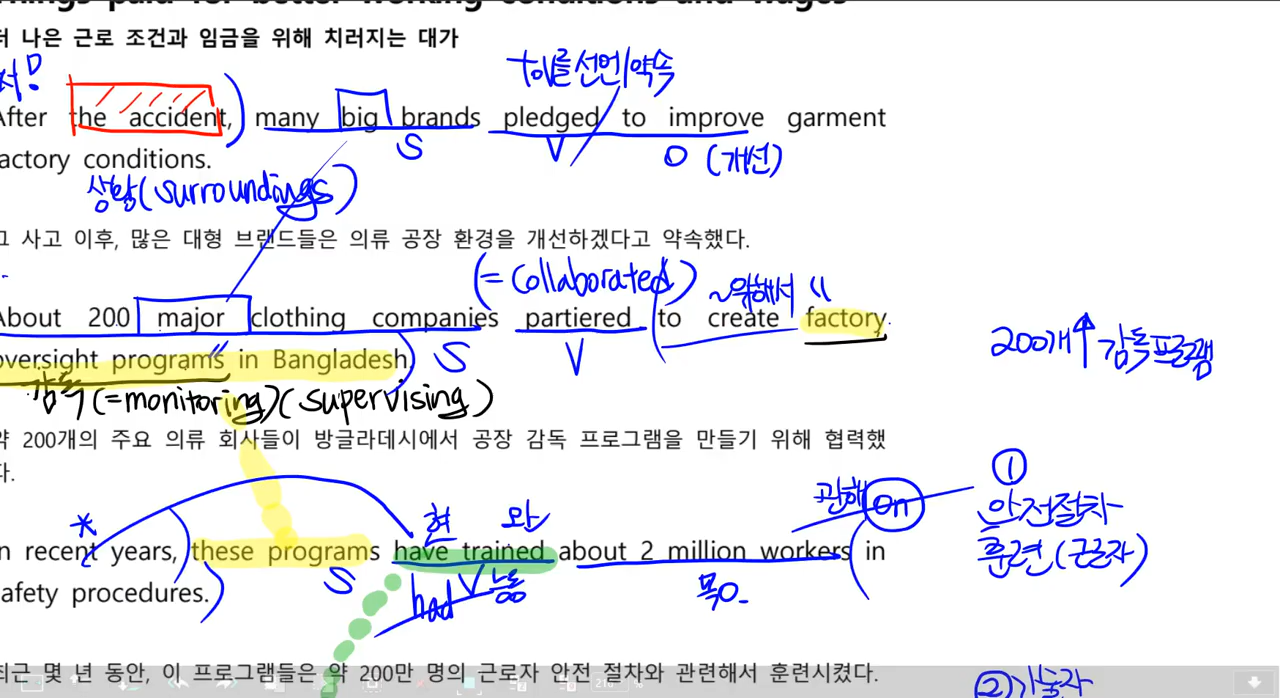 더 나은 근로 조건과 임금을 위해 치러지는 대가
to V를 선언/약속
After the accident, many big brands pledged to improve garment
S V O (개선)
factory conditions.
상황(surroundings)
그 사고 이후, 많은 대형 브랜드들은 의류 공장 환경을 개선하겠다고 약속했다.
(= collaborated) ~위해서
About 200 major clothing companies partiered to create factory
200개↑ 감독프로그램
oversight programs in Bangladesh.
S V
감독(=monitoring)(supervising)
약 200개의 주요 의류 회사들이 방글라데시에서 공장 감독 프로그램을 만들기 위해 협력했
다.
①
관해 on
현 완
안전절차
In recent years, these programs have trained about 2 million workers in
훈련(근로자)
S V 능동 목O.
had
safety procedures.
최근 몇 년 동안, 이 프로그램들은 약 200만 명의 근로자 안전 절차와 관련해서 훈련시켰다.